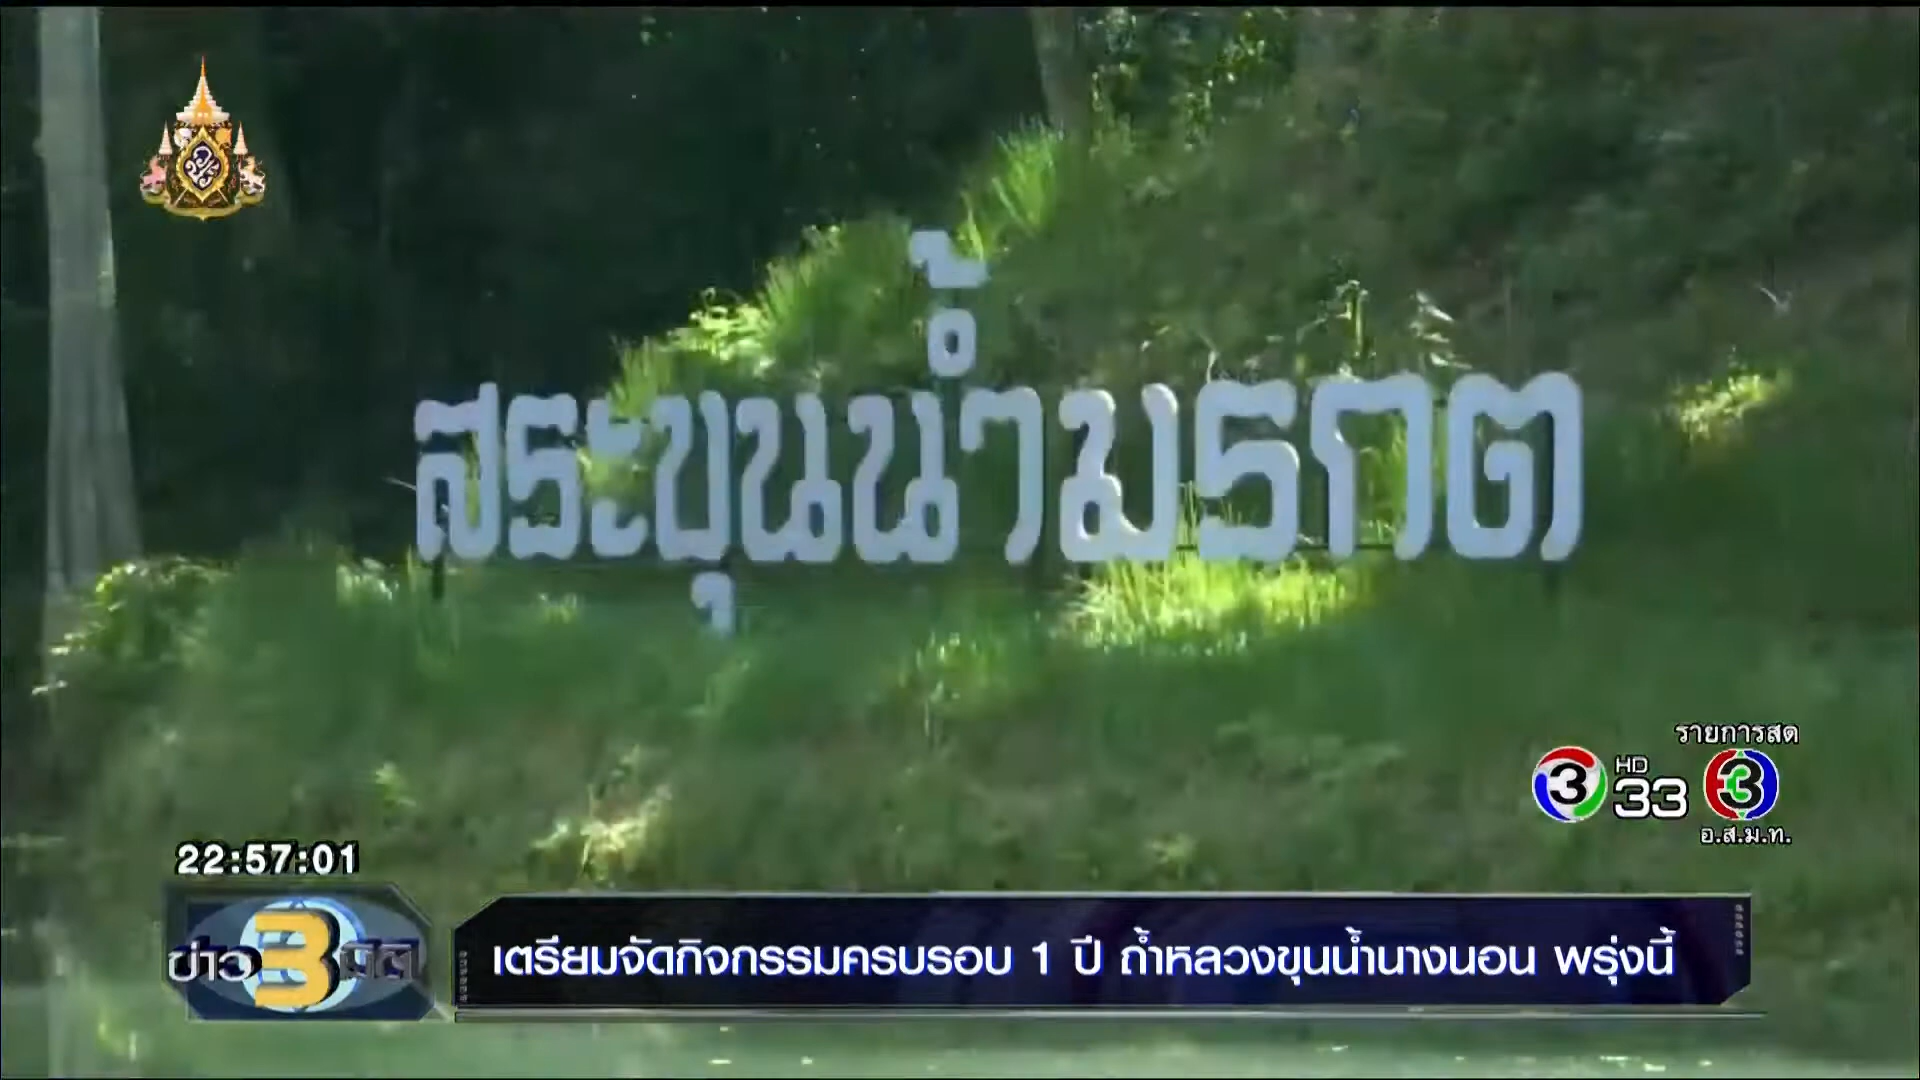 สระขุนน้ำมรกต
รายการสด
3 HD 33 3
อ.ส.ม.ท.
22:57:01
ข่าว 3 มิติ
เตรียมจัดกิจกรรมครบรอบ 1 ปี ถ้ำหลวงขุนน้ำนางนอน พรุ่งนี้